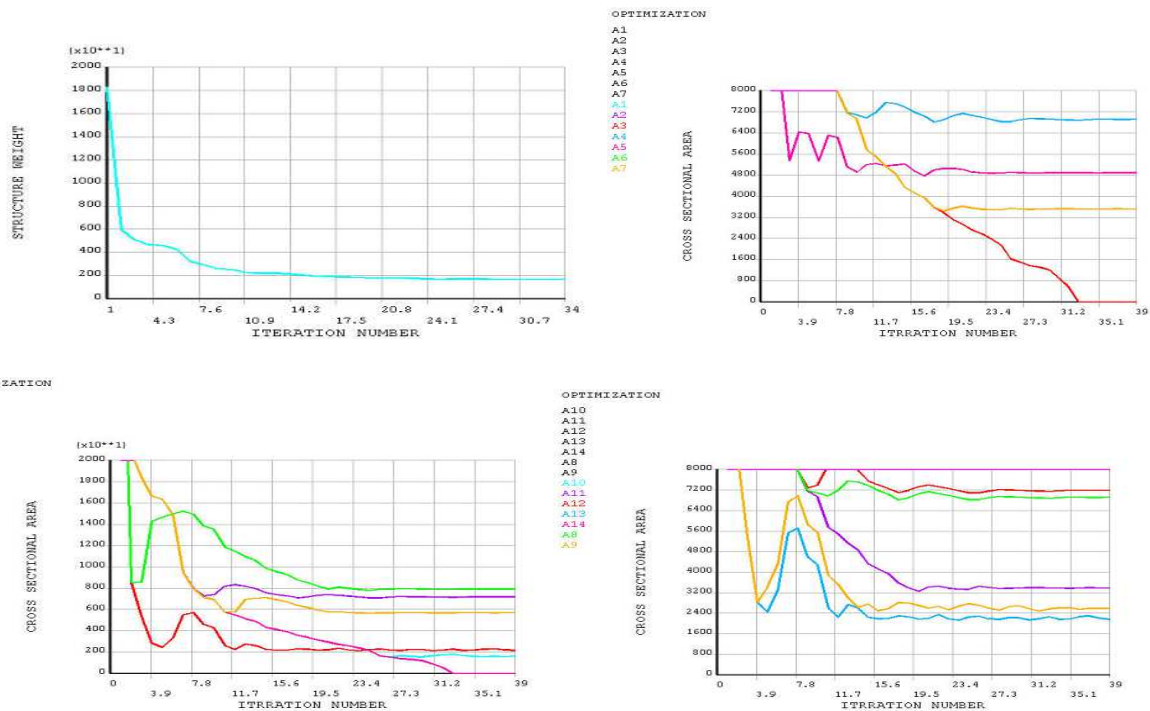 (x10**1)
2000
1800
1600
1400
1200
1000
800
600
400
200
0
STRUCTURE WEIGHT
1 7.6 14.2 20.8 27.4 34
4.3 10.9 17.5 24.1 30.7
ITERATION NUMBER
OPTIMIZATION
A1
A2
A3
A4
A5
A6
A7
A1
A2
A3
A4
A5
A6
A7
8000
7200
6400
5600
4800
4000
3200
2400
1600
800
0
CROSS SECTIONAL AREA
0 7.8 15.6 23.4 31.2 39
3.9 11.7 19.5 27.3 35.1
ITRRATION NUMBER
ZATION
(x10**1)
2000
1800
1600
1400
1200
1000
800
600
400
200
0
CROSS SECTIONAL AREA
0 7.8 15.6 23.4 31.2 39
3.9 11.7 19.5 27.3 35.1
ITRRATION NUMBER
OPTIMIZATION
A10
A11
A12
A13
A14
A8
A9
A10
A11
A12
A13
A14
A8
A9
8000
7200
6400
5600
4800
4000
3200
2400
1600
800
0
CROSS SECTIONAL AREA
0 7.8 15.6 23.4 31.2 39
3.9 11.7 19.5 27.3 35.1
ITRRATION NUMBER